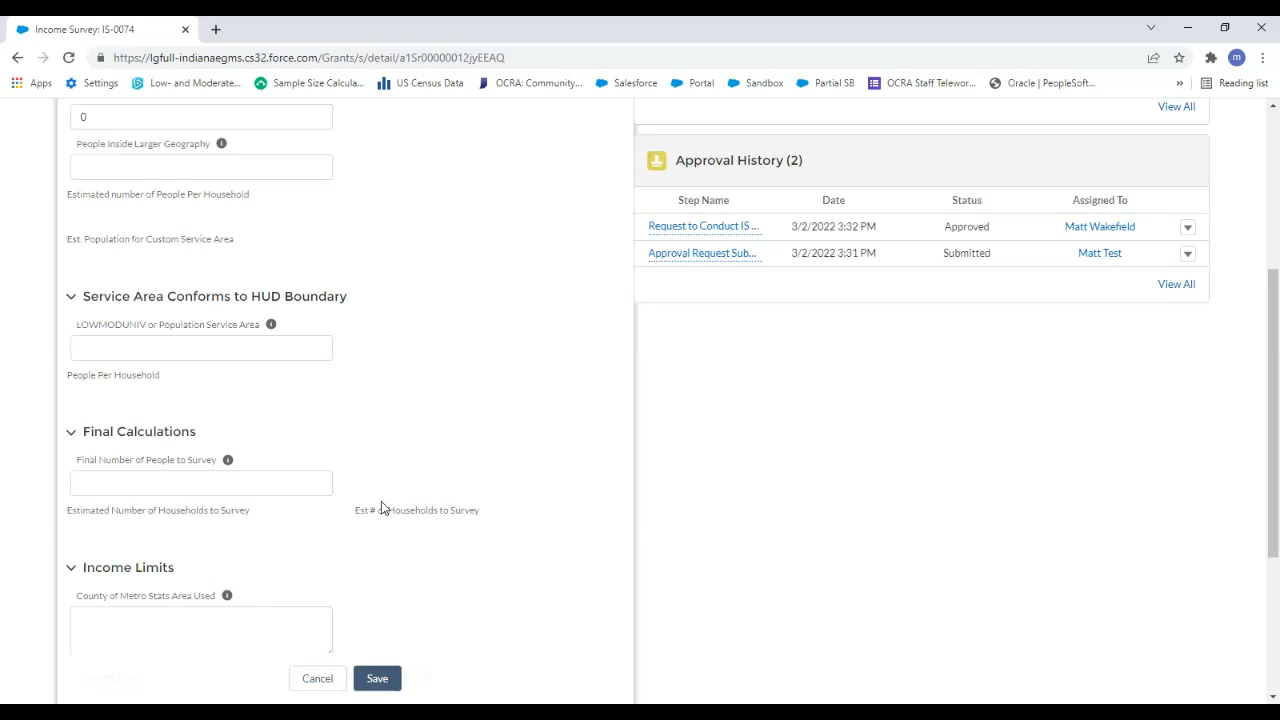 Income Survey: IS-0074
https://lgfull-indianaegms.cs32.force.com/Grants/s/detail/a1Sr00000012jyEEAQ
m
Apps Settings Low- and Moderate... Sample Size Calcula... US Census Data OCRA: Community... Salesforce Portal Sandbox Partial SB OCRA Staff Telewor... Oracle | PeopleSoft... » Reading list
0
People Inside Larger Geography
Estimated number of People Per Household
Est. Population for Custom Service Area
Service Area Conforms to HUD Boundary
LOWMODUNIV or Population Service Area
People Per Household
Final Calculations
Final Number of People to Survey
Estimated Number of Households to Survey Est # of Households to Survey
Income Limits
County of Metro Stats Area Used
Cancel Save
View All
Approval History (2)
Step Name Date Status Assigned To
Request to Conduct IS ... 3/2/2022 3:32 PM Approved Matt Wakefield
Approval Request Sub... 3/2/2022 3:31 PM Submitted Matt Test
View All